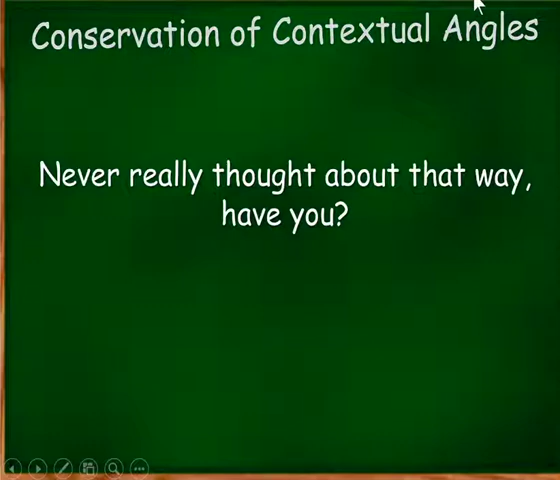 Conservation of Contextual Angles
Never really thought about that way,
have you?